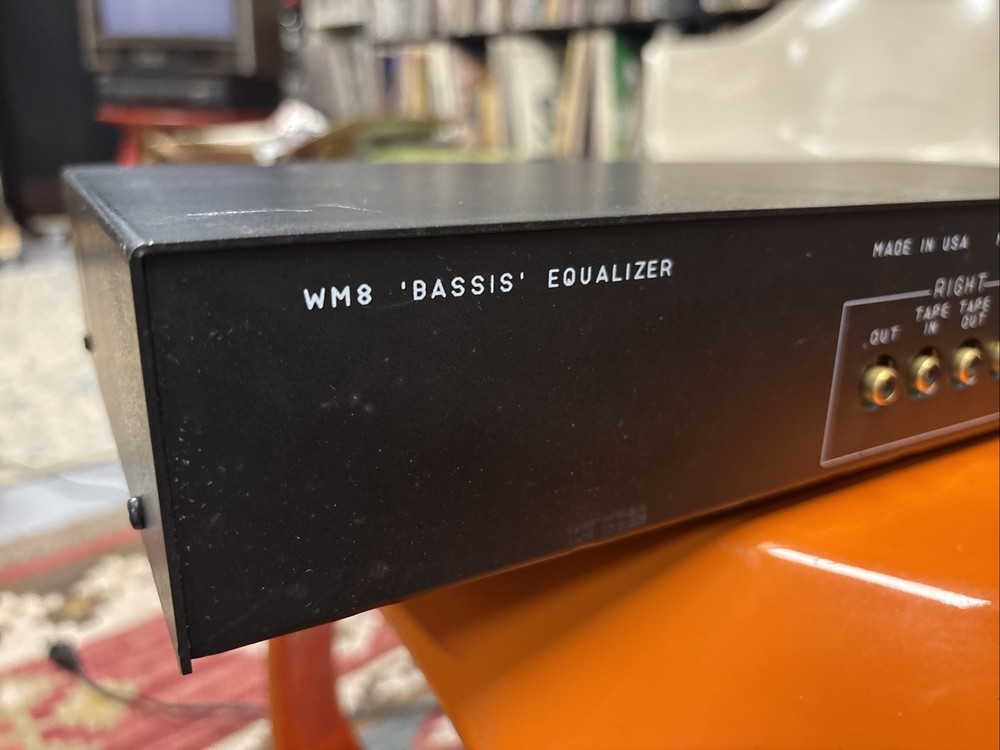 WM8 'BASSIS' EQUALIZER
MADE IN USA
RIGHT
OUT
TAPE IN
TAPE OUT